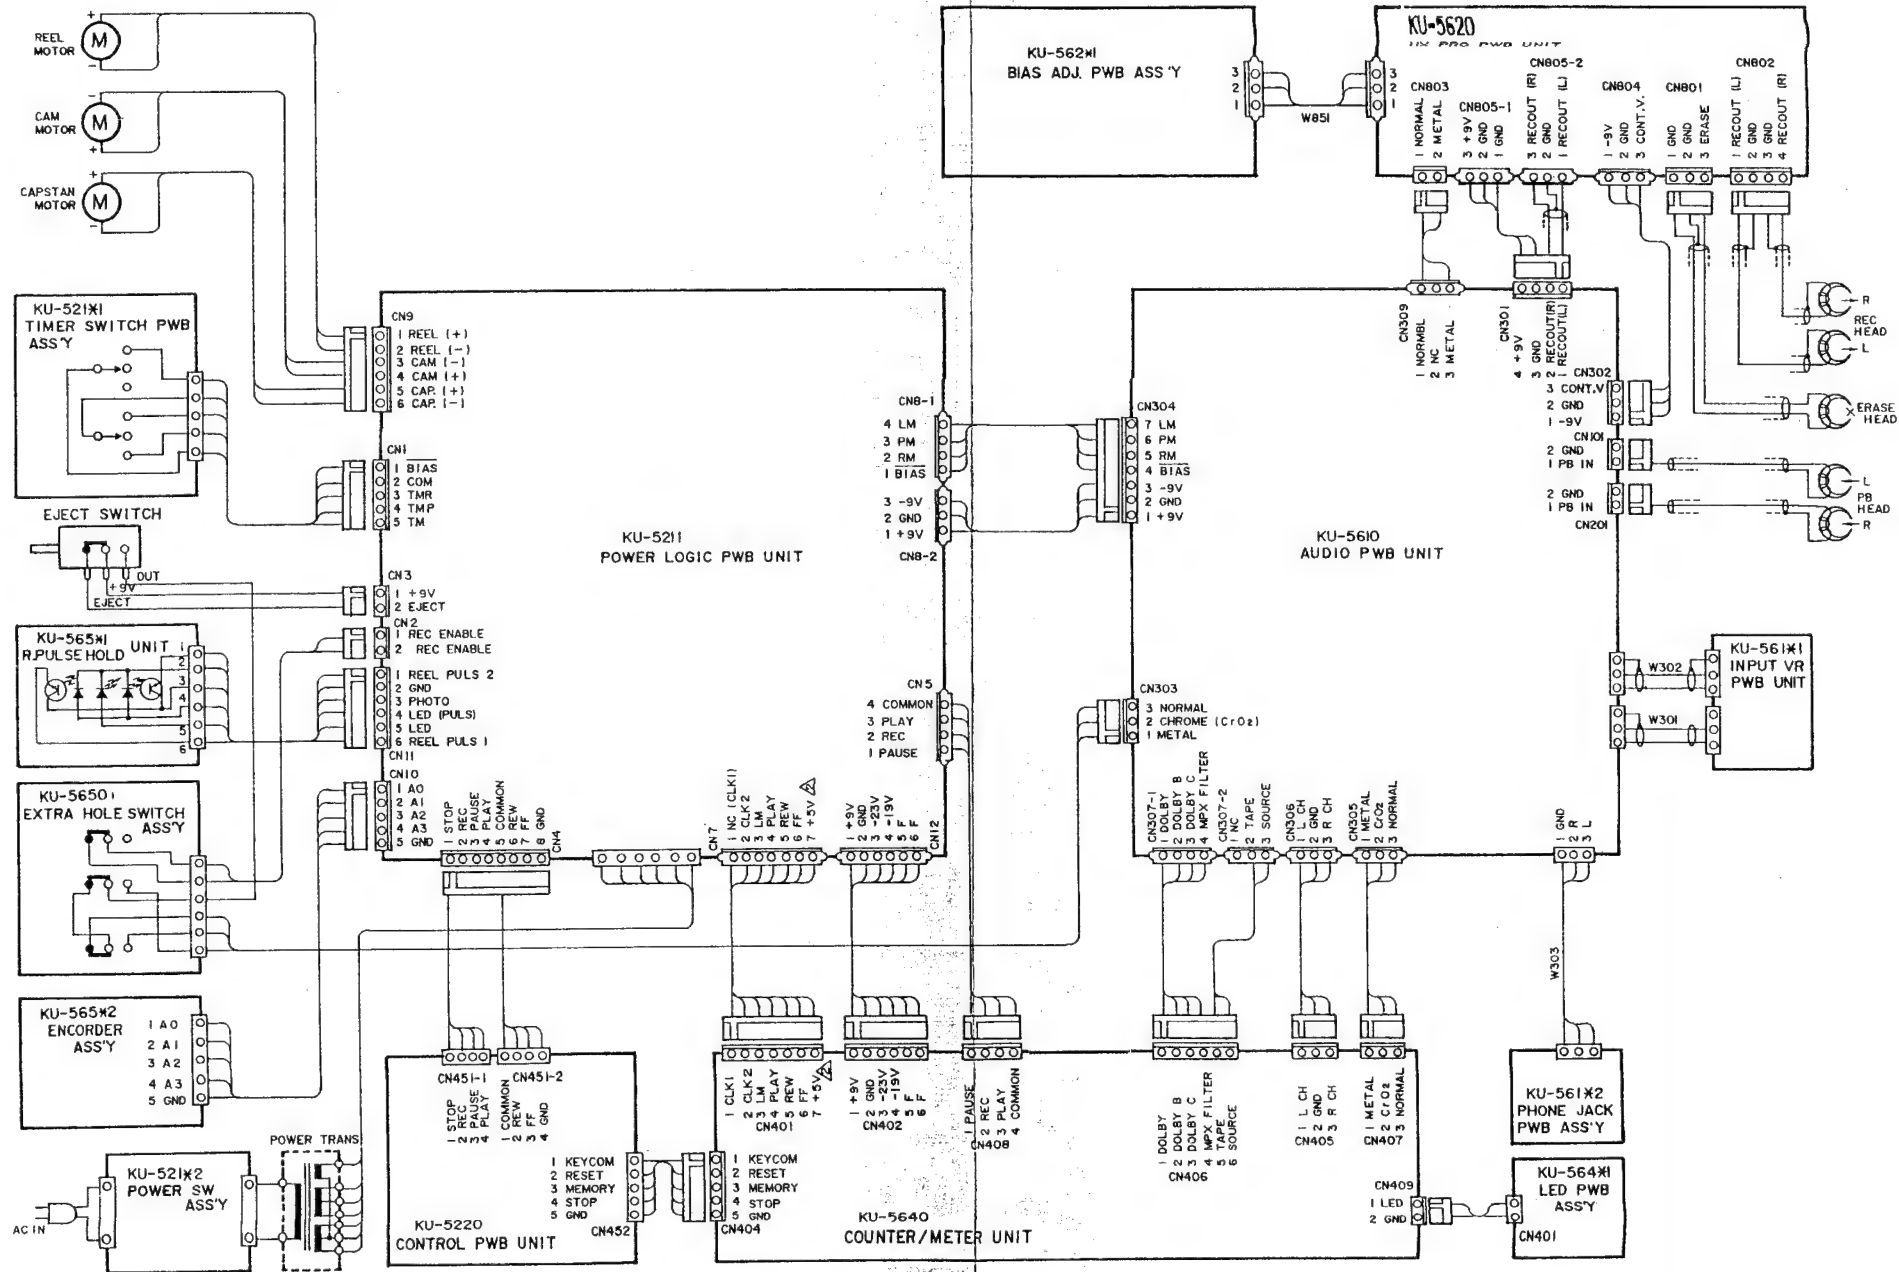 REEL
MOTOR
+
M
-
CAM
MOTOR
-
M
+
CAPSTAN
MOTOR
+
M
-
KU-562※1
BIAS ADJ. PWB ASS'Y
3
2
1
W851
3
2
1
KU-5620
CN803
1 NORMAL
2 METAL
CN805-1
3 +9V
2 GND
1 GND
CN805-2
3 RECOUT (R)
2 GND
1 RECOUT (L)
CN804
1 -9V
2 GND
3 CONT.V.
CN801
1 GND
2 GND
3 ERASE
CN802
1 RECOUT (L)
2 GND
3 GND
4 RECOUT (R)
KU-521※1
TIMER SWITCH PWB
ASS'Y
CN9
1 REEL (+)
2 REEL (-)
3 CAM (-)
4 CAM (+)
5 CAP. (+)
6 CAP. (-)
CN1
1 BIAS
2 COM
3 TMR
4 TMP
5 TM
EJECT SWITCH
OUT
+9V
EJECT
CN3
1 +9V
2 EJECT
CN2
1 REC ENABLE
2 REC ENABLE
KU-565※1
R.PULSE HOLD UNIT
1
2
3
4
5
6
1 REEL PULS 2
2 GND
3 PHOTO
4 LED (PULS)
5 LED
6 REEL PULS 1
CN11
CN10
1 A0
2 A1
3 A2
4 A3
5 GND
KU-5211
POWER LOGIC PWB UNIT
CN8-1
4 LM
3 PM
2 RM
1 BIAS
3 -9V
2 GND
1 +9V
CN8-2
CN5
4 COMMON
3 PLAY
2 REC
1 PAUSE
1 STOP
2 REC
3 PAUSE
4 PLAY
5 COMMON
6 REW
7 FF
8 GND
CN4
CN7
1 NC (CLK1)
2 CLK2
3 LM
4 PLAY
5 REW
6 FF
7 +5V
1 +9V
2 GND
3 -23V
4 -19V
5 F
6 F
CN12
CN304
7 LM
6 PM
5 RM
4 BIAS
3 -9V
2 GND
1 +9V
CN309
1 NORMBL
2 NC
3 METAL
CN301
4 +9V
3 GND
2 RECOUT(R)
1 RECOUT(L)
KU-5610
AUDIO PWB UNIT
CN302
3 CONT.V
2 GND
1 -9V
CN101
2 GND
1 PB IN
2 GND
1 PB IN
CN201
R
REC
HEAD
L
ERASE
HEAD
L
PB
HEAD
R
W302
W301
KU-561※1
INPUT VR
PWB UNIT
CN303
3 NORMAL
2 CHROME (CrO2)
1 METAL
CN307-1
1 DOLBY
2 DOLBY B
3 DOLBY C
4 MPX FILTER
CN307-2
1 NC
2 TAPE
3 SOURCE
CN306
1 L CH
2 GND
3 R CH
CN305
1 METAL
2 CrO2
3 NORMAL
1 GND
2 R
3 L
W303
KU-5650
EXTRA HOLE SWITCH
ASS'Y
KU-565※2
ENCORDER
ASS'Y
1 A0
2 A1
3 A2
4 A3
5 GND
AC IN
KU-521※2
POWER SW
ASS'Y
POWER TRANS
CN451-1
1 STOP
2 REC
3 PAUSE
4 PLAY
CN451-2
1 COMMON
2 REW
3 FF
4 GND
1 KEYCOM
2 RESET
3 MEMORY
4 STOP
5 GND
CN452
KU-5220
CONTROL PWB UNIT
1 CLK1
2 CLK2
3 LM
4 PLAY
5 REW
6 FF
7 +5V
CN401
1 +9V
2 GND
3 -23V
4 -19V
5 F
6 F
CN402
1 PAUSE
2 REC
3 PLAY
4 COMMON
CN408
1 DOLBY
2 DOLBY B
3 DOLBY C
4 MPX FILTER
5 TAPE
6 SOURCE
CN406
1 L CH
2 GND
3 R CH
CN405
1 METAL
2 CrO2
3 NORMAL
CN407
1 KEYCOM
2 RESET
3 MEMORY
4 STOP
5 GND
CN404
KU-5640
COUNTER/METER UNIT
CN409
1 LED
2 GND
KU-561※2
PHONE JACK
PWB ASS'Y
KU-564※1
LED PWB
ASS'Y
CN401